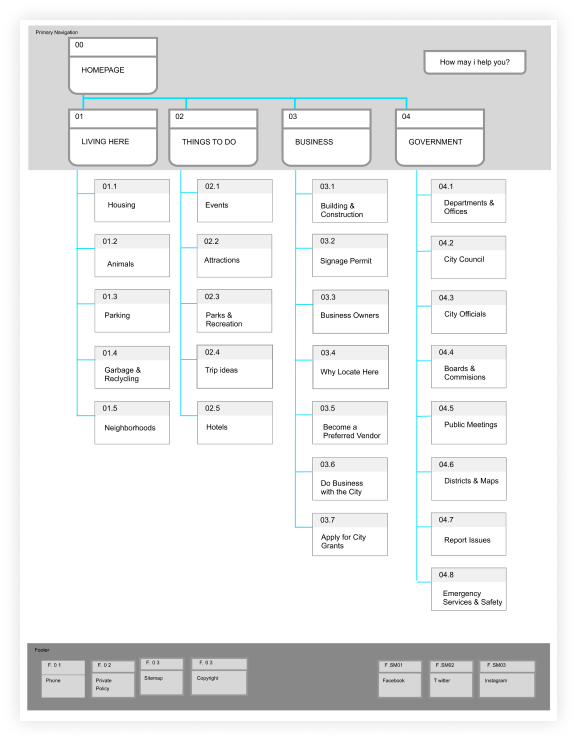 Primary Navigation
00
HOMEPAGE
How may i help you?
01
LIVING HERE
02
THINGS TO DO
03
BUSINESS
04
GOVERNMENT
01.1
Housing
01.2
Animals
01.3
Parking
01.4
Garbage &
Redycling
01.5
Neighborhoods
02.1
Events
02.2
Attractions
02.3
Parks &
Recreation
02.4
Trip ideas
02.5
Hotels
03.1
Building &
Construction
03.2
Signage Permit
03.3
Business Owners
03.4
Why Locate Here
03.5
Become a
Preferred Vendor
03.6
Do Business
with the City
03.7
Apply for City
Grants
04.1
Departments &
Offices
04.2
City Council
04.3
City Officials
04.4
Boards &
Commisions
04.5
Public Meetings
04.6
Districts & Maps
04.7
Report Issues
04.8
Emergency
Services & Safety
Footer
F. 0 1
Phone
F. 0 2
Private
Policy
F. 0 3
Sitemap
F. 0 3
Copyright
F .SM01
Facebook
F .SM02
T witter
F .SM03
Instagram